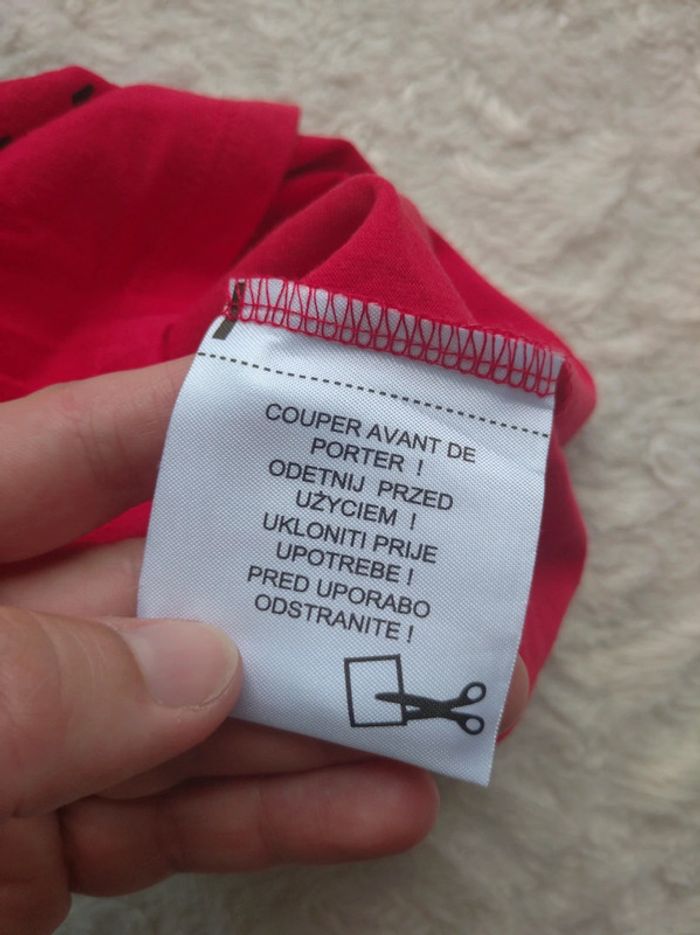 COUPER AVANT DE
PORTER !
ODETNIJ PRZED
UŻYCIEM !
UKLONITI PRIJE
UPOTREBE !
PRED UPORABO
ODSTRANITE !